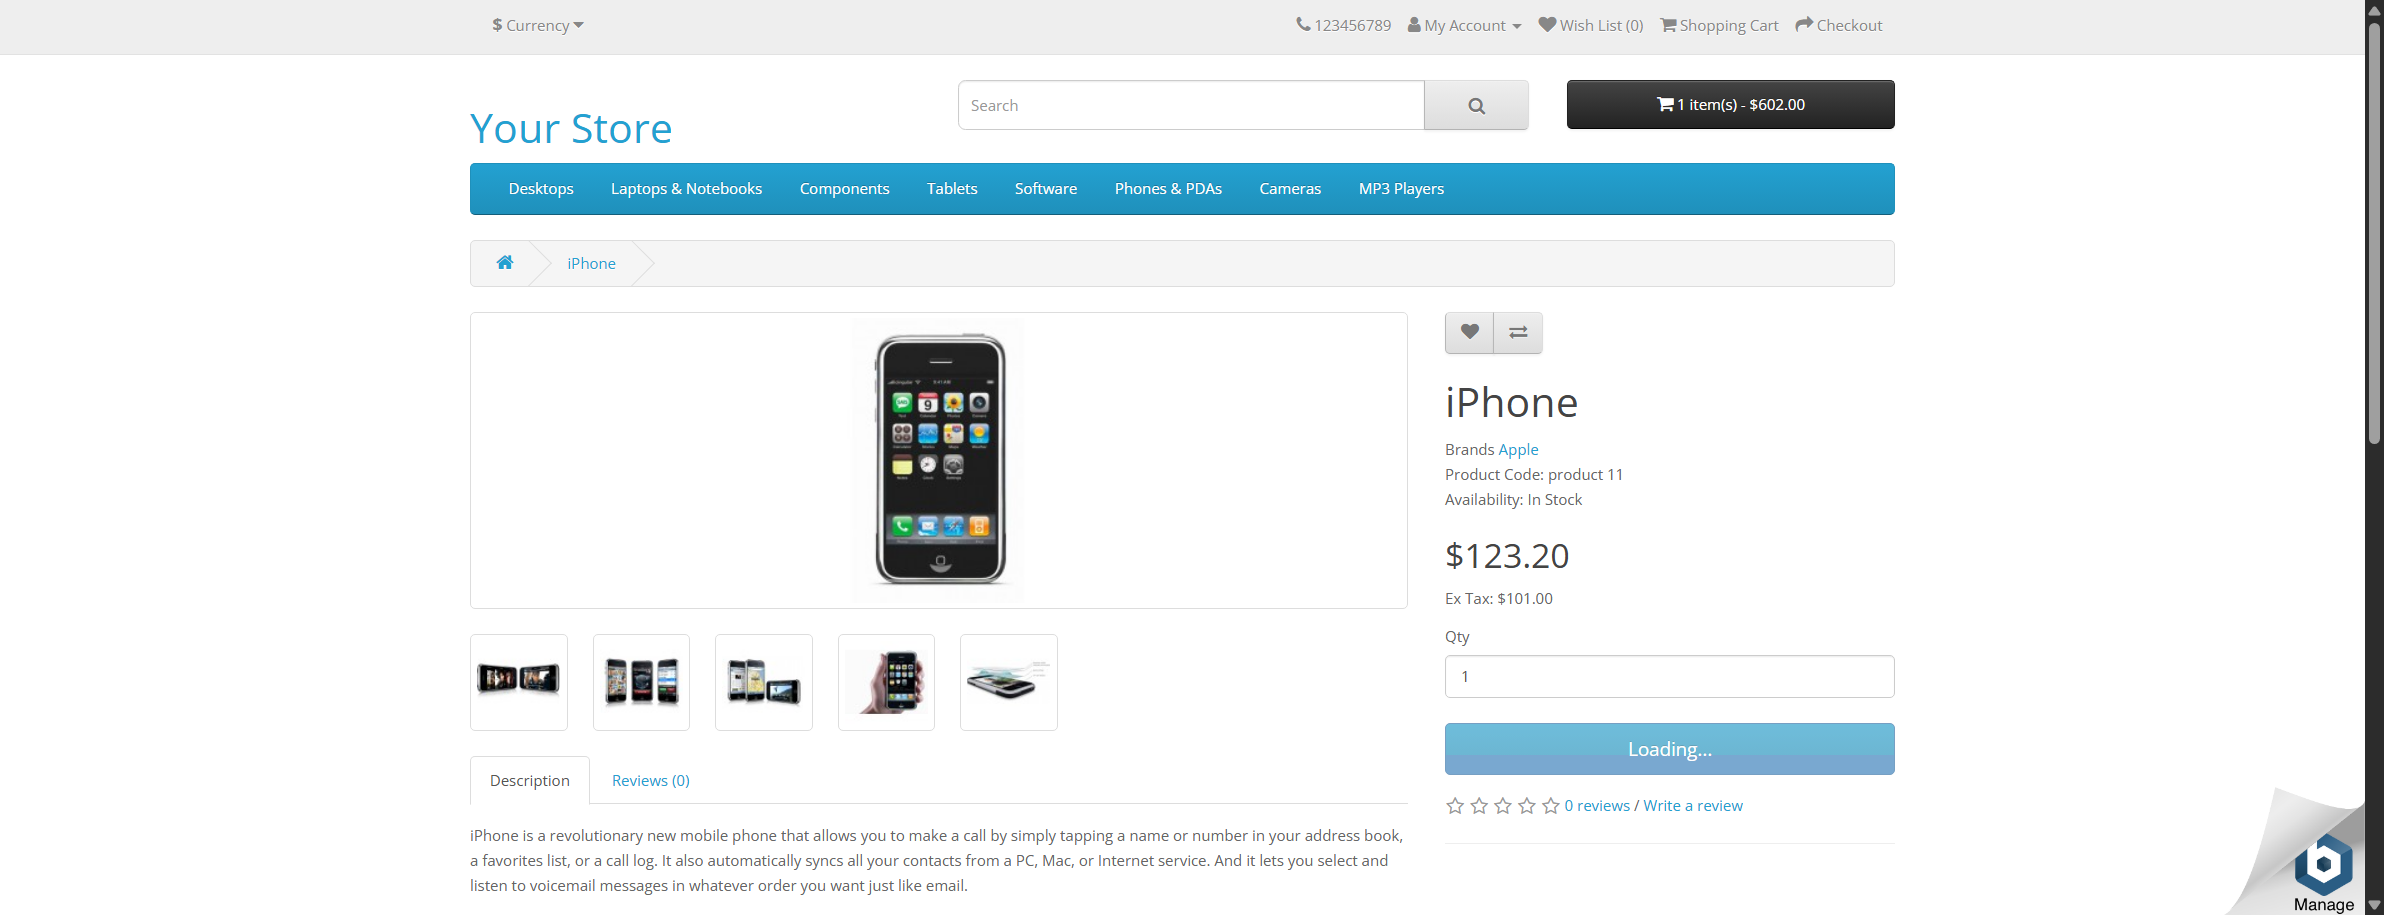 $ Currency
123456789
My Account
Wish List (0)
Shopping Cart
Checkout
Your Store
Search
1 item(s) - $602.00
Desktops
Laptops & Notebooks
Components
Tablets
Software
Phones & PDAs
Cameras
MP3 Players
iPhone
iPhone
Brands Apple
Product Code: product 11
Availability: In Stock
$123.20
Ex Tax: $101.00
Qty
1
Loading...
0 reviews / Write a review
Description
Reviews (0)
iPhone is a revolutionary new mobile phone that allows you to make a call by simply tapping a name or number in your address book,
a favorites list, or a call log. It also automatically syncs all your contacts from a PC, Mac, or Internet service. And it lets you select and
listen to voicemail messages in whatever order you want just like email.
Manage